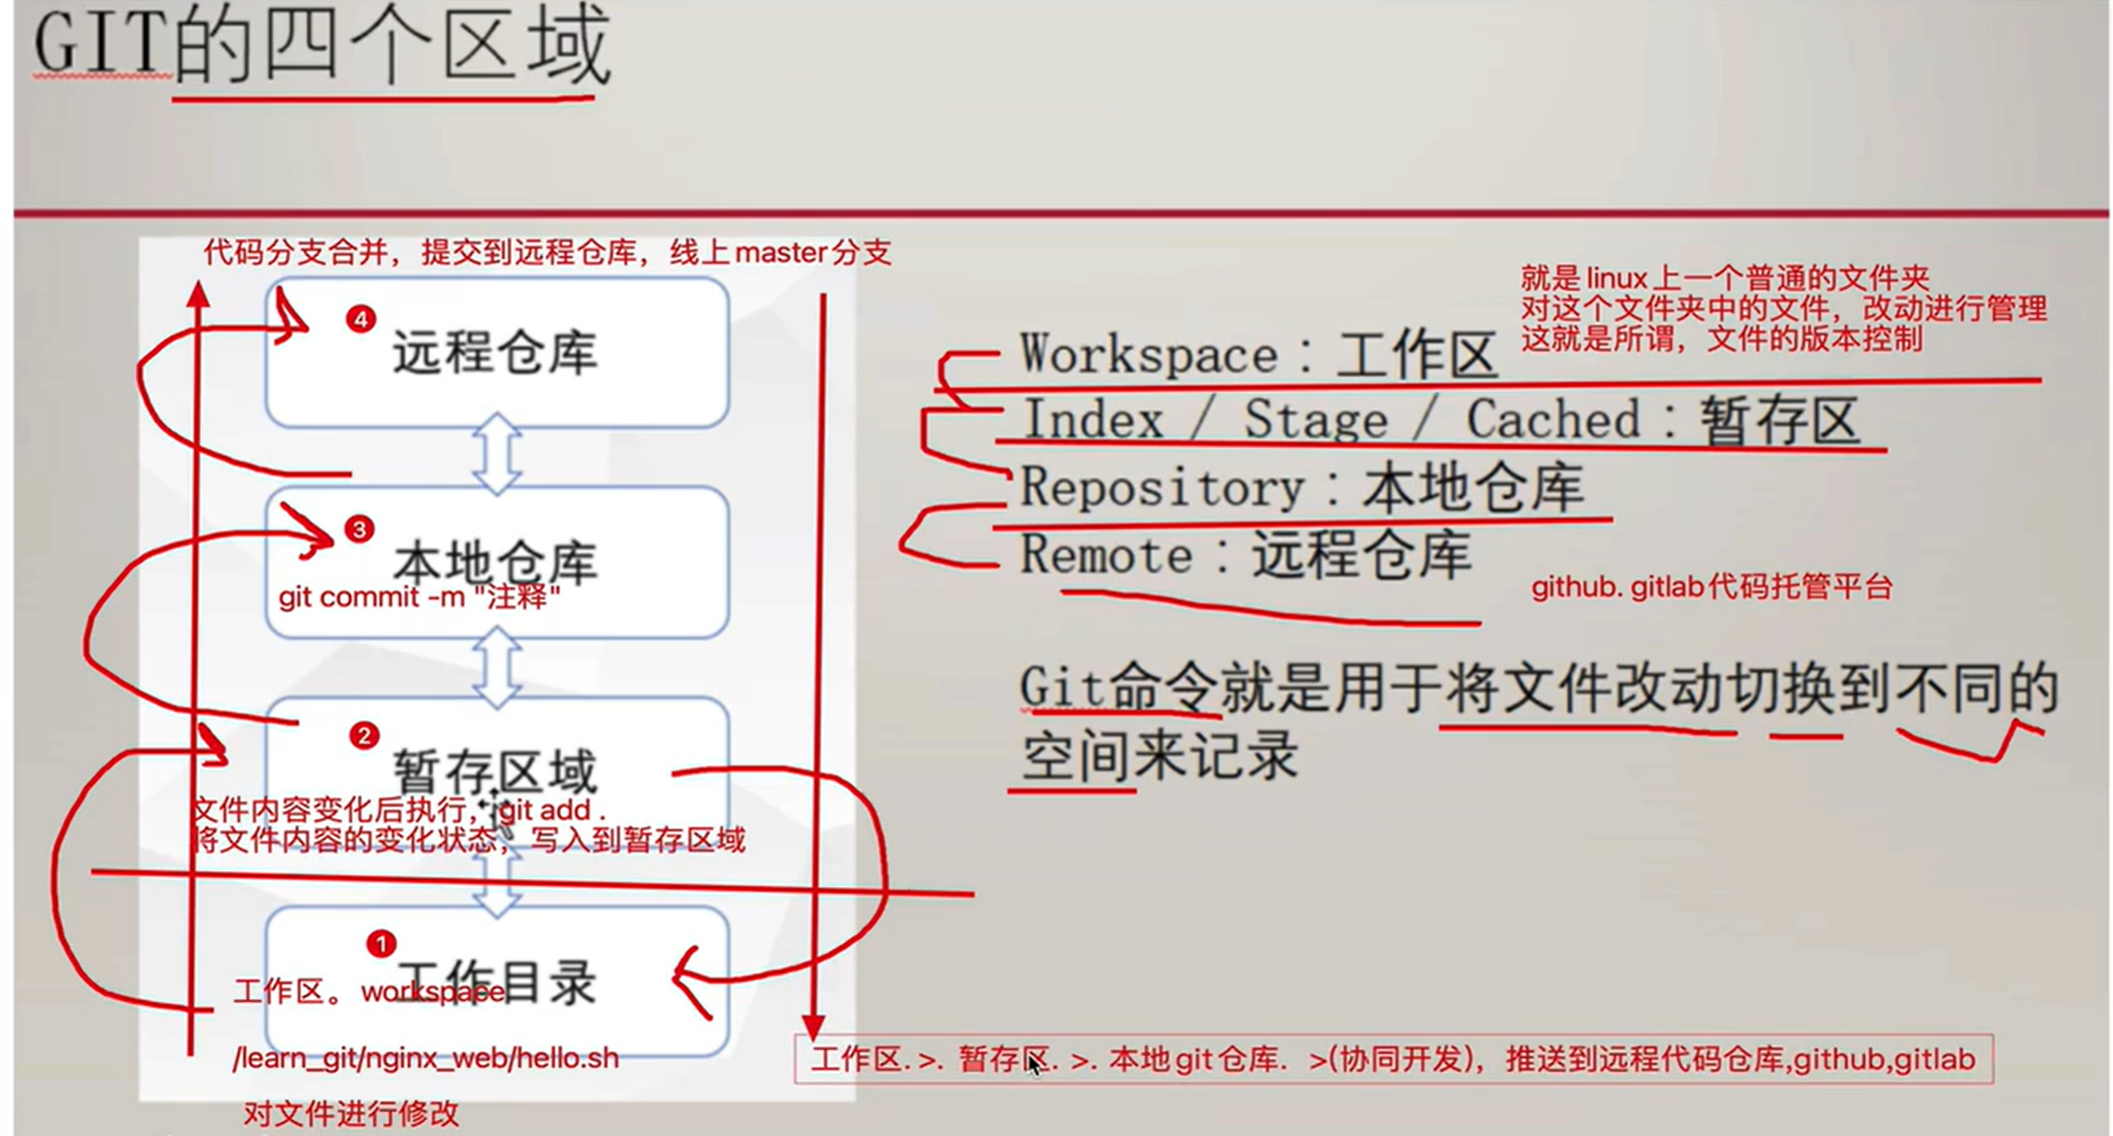 GIT的四个区域
代码分支合并，提交到远程仓库，线上master分支
4
远程仓库
3
本地仓库
git commit -m "注释"
2
暂存区域
文件内容变化后执行，git add .
将文件内容的变化状态，写入到暂存区域
1
工作目录
工作区。workspace
/learn_git/nginx_web/hello.sh
对文件进行修改
就是linux上一个普通的文件夹
对这个文件夹中的文件，改动进行管理
这就是所谓，文件的版本控制
Workspace：工作区
Index / Stage / Cached：暂存区
Repository：本地仓库
Remote：远程仓库
github. gitlab代码托管平台
Git命令就是用于将文件改动切换到不同的
空间来记录
工作区. >. 暂存区. >. 本地git仓库. >(协同开发)，推送到远程代码仓库,github,gitlab